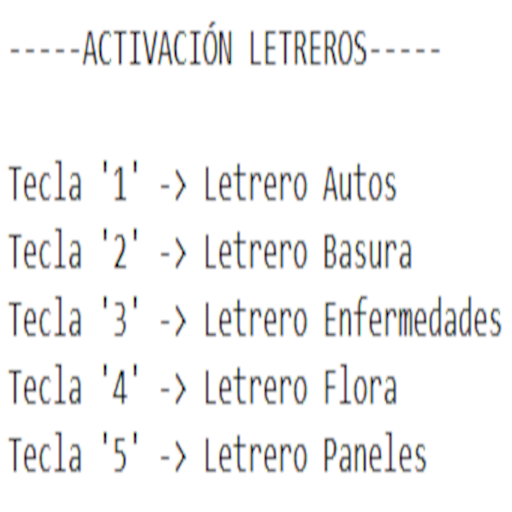 -----ACTIVACIÓN LETREROS-----
Tecla '1' -> Letrero Autos
Tecla '2' -> Letrero Basura
Tecla '3' -> Letrero Enfermedades
Tecla '4' -> Letrero Flora
Tecla '5' -> Letrero Paneles